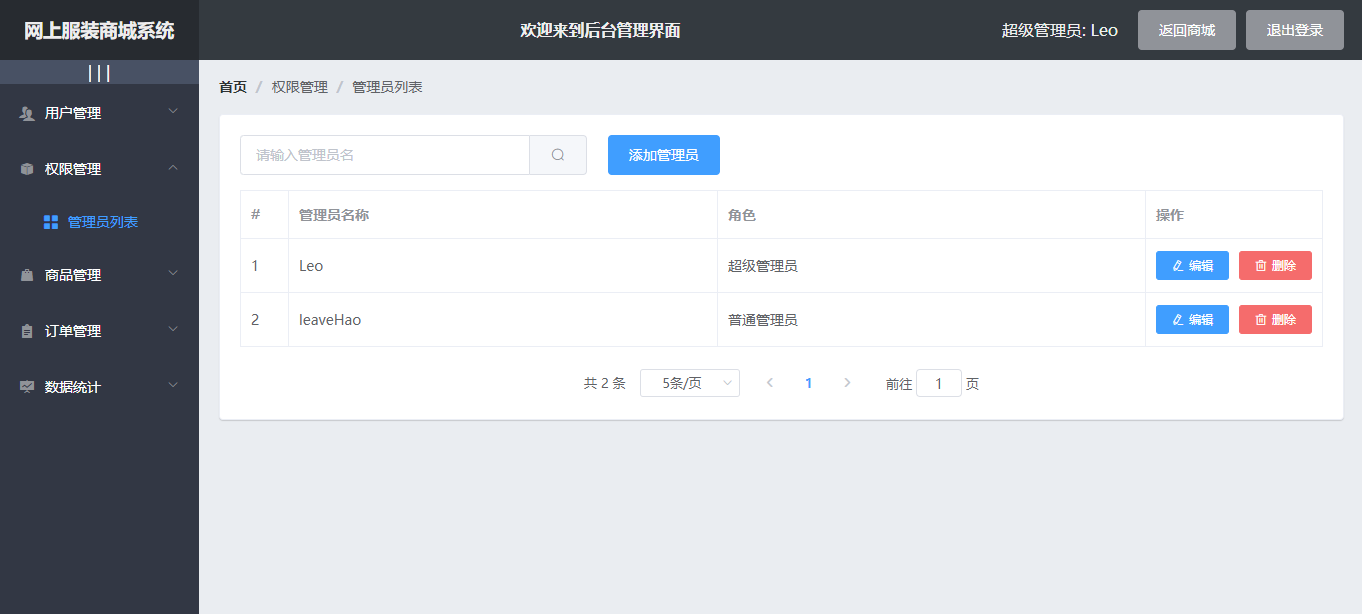 网上服装商城系统
欢迎来到后台管理界面
超级管理员: Leo
返回商城
退出登录
|||
用户管理
权限管理
管理员列表
商品管理
订单管理
数据统计
首页 / 权限管理 / 管理员列表
请输入管理员名
添加管理员
# 管理员名称 角色 操作
1 Leo 超级管理员 编辑 删除
2 leaveHao 普通管理员 编辑 删除
共 2 条 5条/页 1 前往 1 页